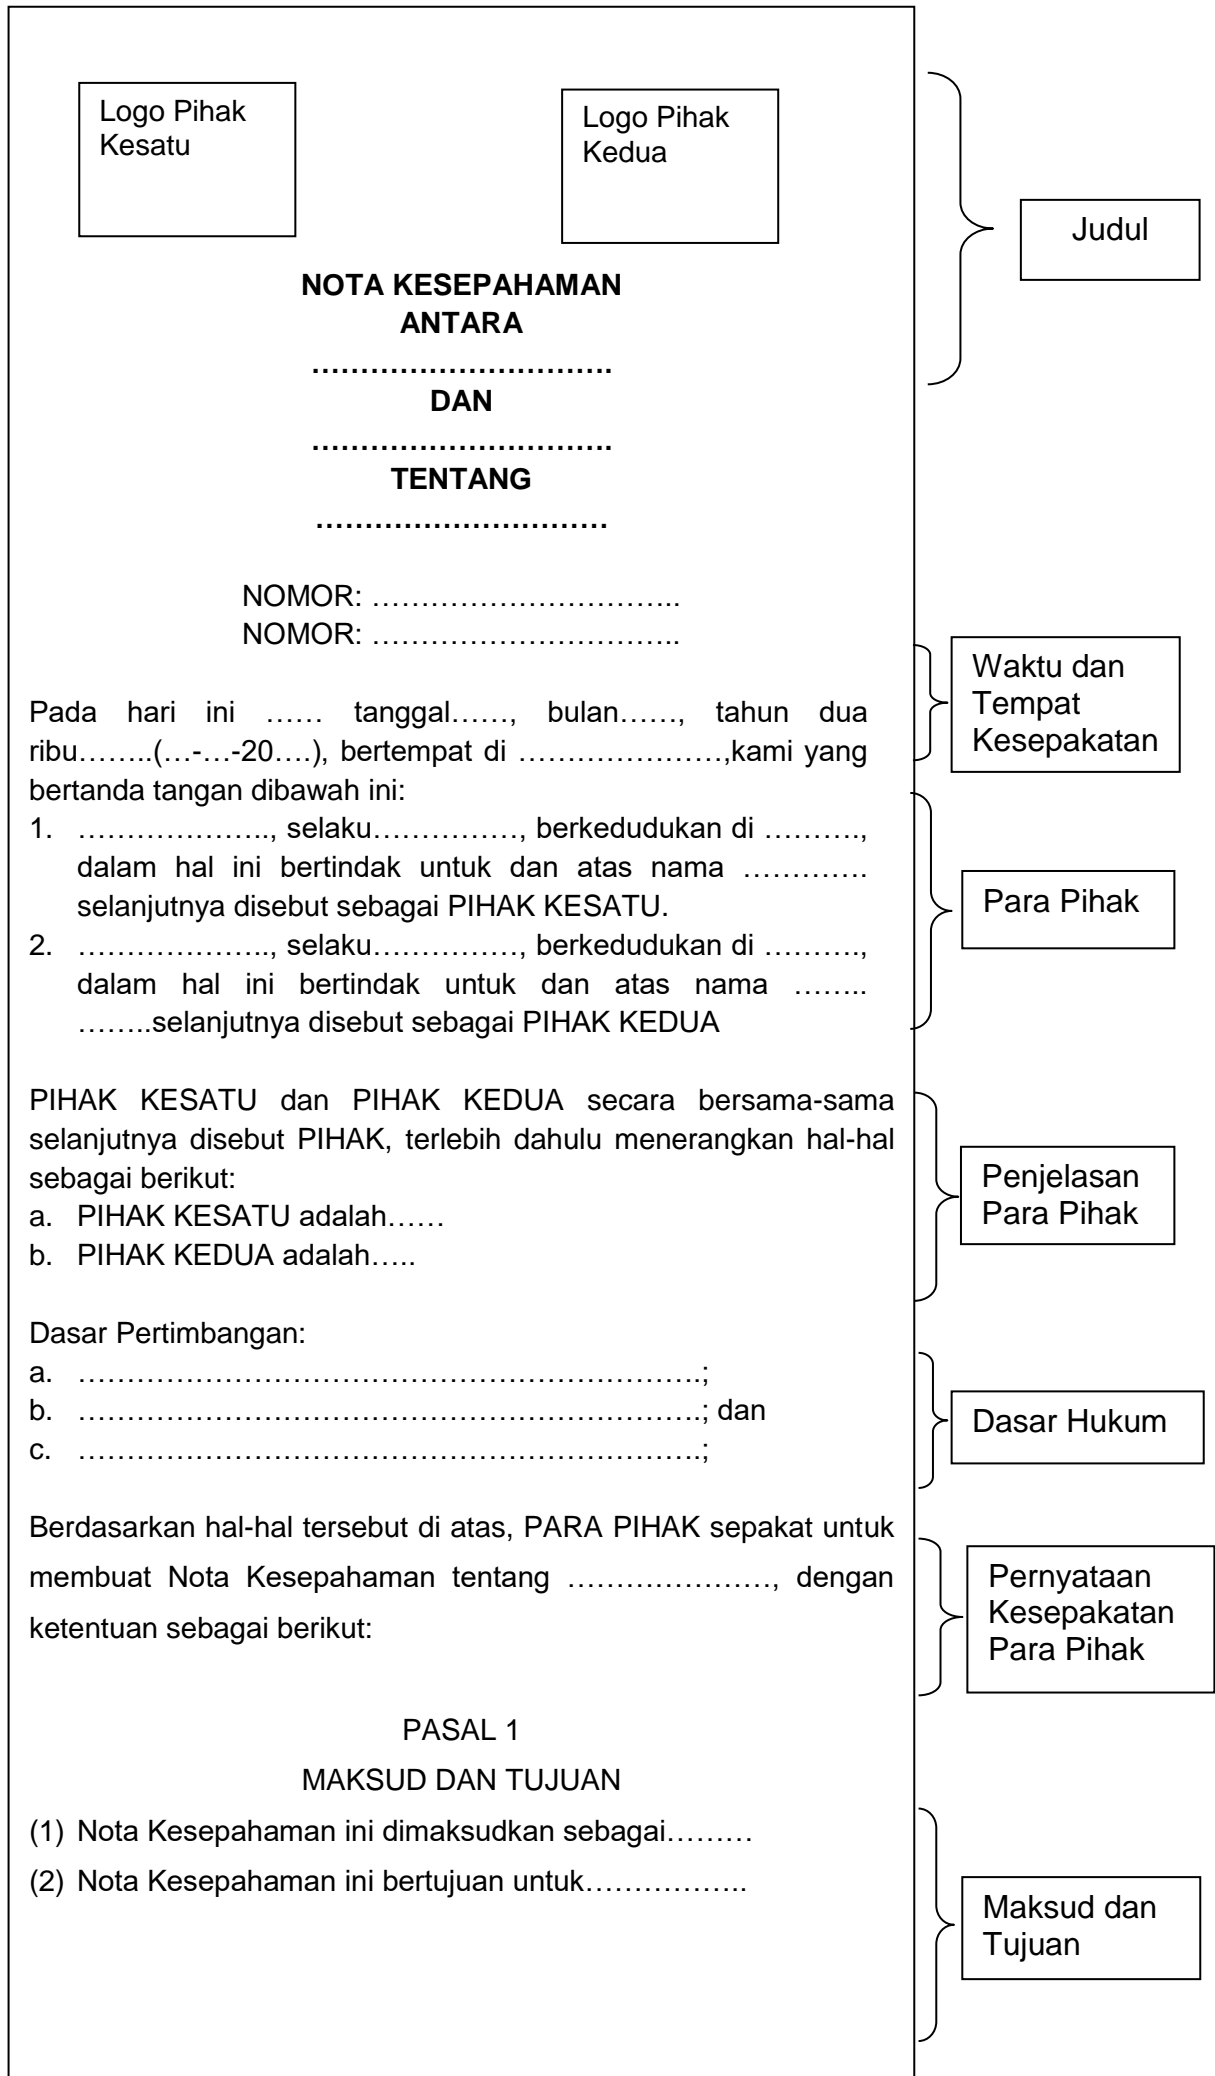 Logo Pihak
Kesatu
Logo Pihak
Kedua
Judul
NOTA KESEPAHAMAN
ANTARA
………………………….
DAN
………………………….
TENTANG
…………………………
NOMOR: …………………………..
NOMOR: …………………………..
Waktu dan
Tempat
Kesepakatan
Pada hari ini …… tanggal……, bulan……, tahun dua
ribu……..(…-…-20….), bertempat di …………………,kami yang
bertanda tangan dibawah ini:
1. ……………….., selaku……………, berkedudukan di ……….,
dalam hal ini bertindak untuk dan atas nama ………….
selanjutnya disebut sebagai PIHAK KESATU.
2. ……………….., selaku……………, berkedudukan di ……….,
dalam hal ini bertindak untuk dan atas nama ……..
……..selanjutnya disebut sebagai PIHAK KEDUA
Para Pihak
PIHAK KESATU dan PIHAK KEDUA secara bersama-sama
selanjutnya disebut PIHAK, terlebih dahulu menerangkan hal-hal
sebagai berikut:
a. PIHAK KESATU adalah……
b. PIHAK KEDUA adalah…..
Penjelasan
Para Pihak
Dasar Pertimbangan:
a. ……………………………………………………….;
b. ……………………………………………………….; dan
c. ……………………………………………………….;
Dasar Hukum
Berdasarkan hal-hal tersebut di atas, PARA PIHAK sepakat untuk
membuat Nota Kesepahaman tentang …………………, dengan
ketentuan sebagai berikut:
Pernyataan
Kesepakatan
Para Pihak
PASAL 1
MAKSUD DAN TUJUAN
(1) Nota Kesepahaman ini dimaksudkan sebagai………
(2) Nota Kesepahaman ini bertujuan untuk……………..
Maksud dan
Tujuan